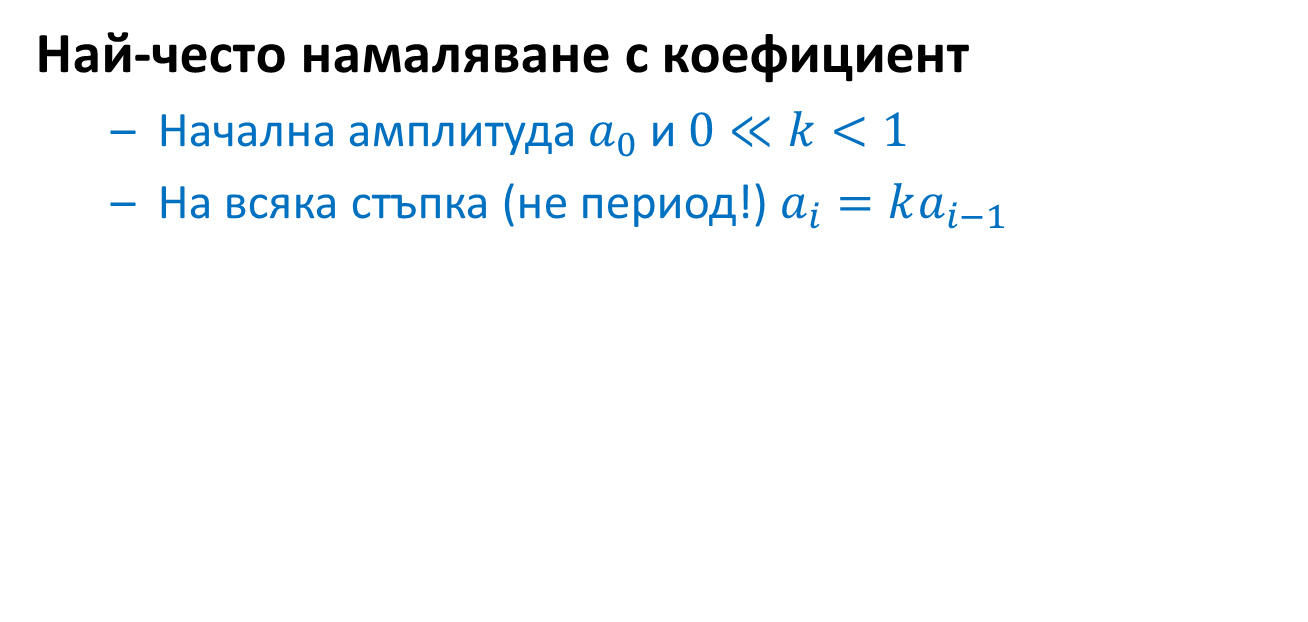 Най-често намаляване с коефициент
– Начална амплитуда a₀ и 0 ≪ k < 1
– На всяка стъпка (не период!) aᵢ = kaᵢ₋₁